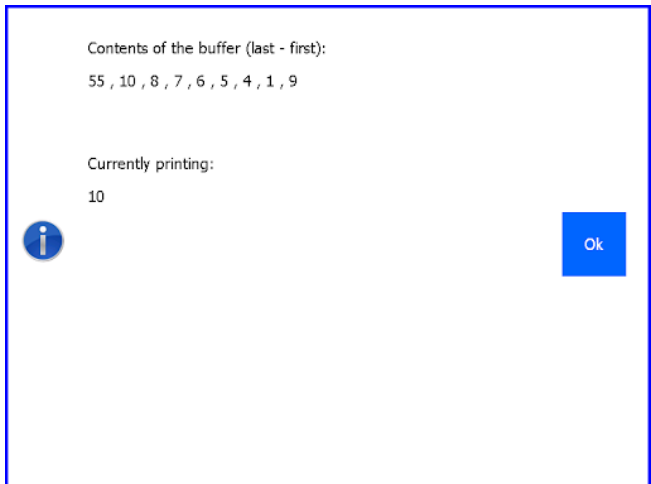 Contents of the buffer (last - first):
55 , 10 , 8 , 7 , 6 , 5 , 4 , 1 , 9
Currently printing:
10
Ok